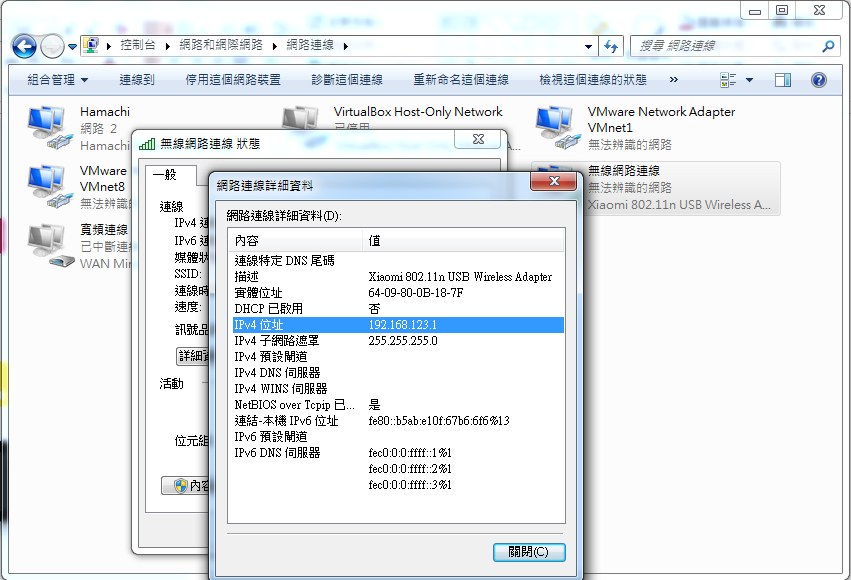 控制台 網路和網際網路 網路連線
搜尋 網路連線
組合管理 連線到 停用這個網路裝置 診斷這個連線 重新命名這個連線 檢視這個連線的狀態 »
Hamachi
網路 2
Hamachi
VirtualBox Host-Only Network
已停用
VMware Network Adapter
VMnet1
無法辨識的網路
VMware
VMnet8
無法辨識
無線網路連線
無法辨識的網路
Xiaomi 802.11n USB Wireless A...
寬頻連線
已中斷連
WAN Mi
無線網路連線 狀態
一般
連線
IPv4 連
IPv6 連
媒體狀
SSID:
連線時
速度:
訊號品
詳細資
活動
位元組
內容
網路連線詳細資料
網路連線詳細資料(D):
內容 值
連線特定 DNS 尾碼
描述 Xiaomi 802.11n USB Wireless Adapter
實體位址 64-09-80-0B-18-7F
DHCP 已啟用 否
IPv4 位址 192.168.123.1
IPv4 子網路遮罩 255.255.255.0
IPv4 預設閘道
IPv4 DNS 伺服器
IPv4 WINS 伺服器
NetBIOS over Tcpip 已... 是
連結-本機 IPv6 位址 fe80::b5ab:e10f:67b6:6f6%13
IPv6 預設閘道
IPv6 DNS 伺服器 fec0:0:0:ffff::1%1
fec0:0:0:ffff::2%1
fec0:0:0:ffff::3%1
關閉(C)